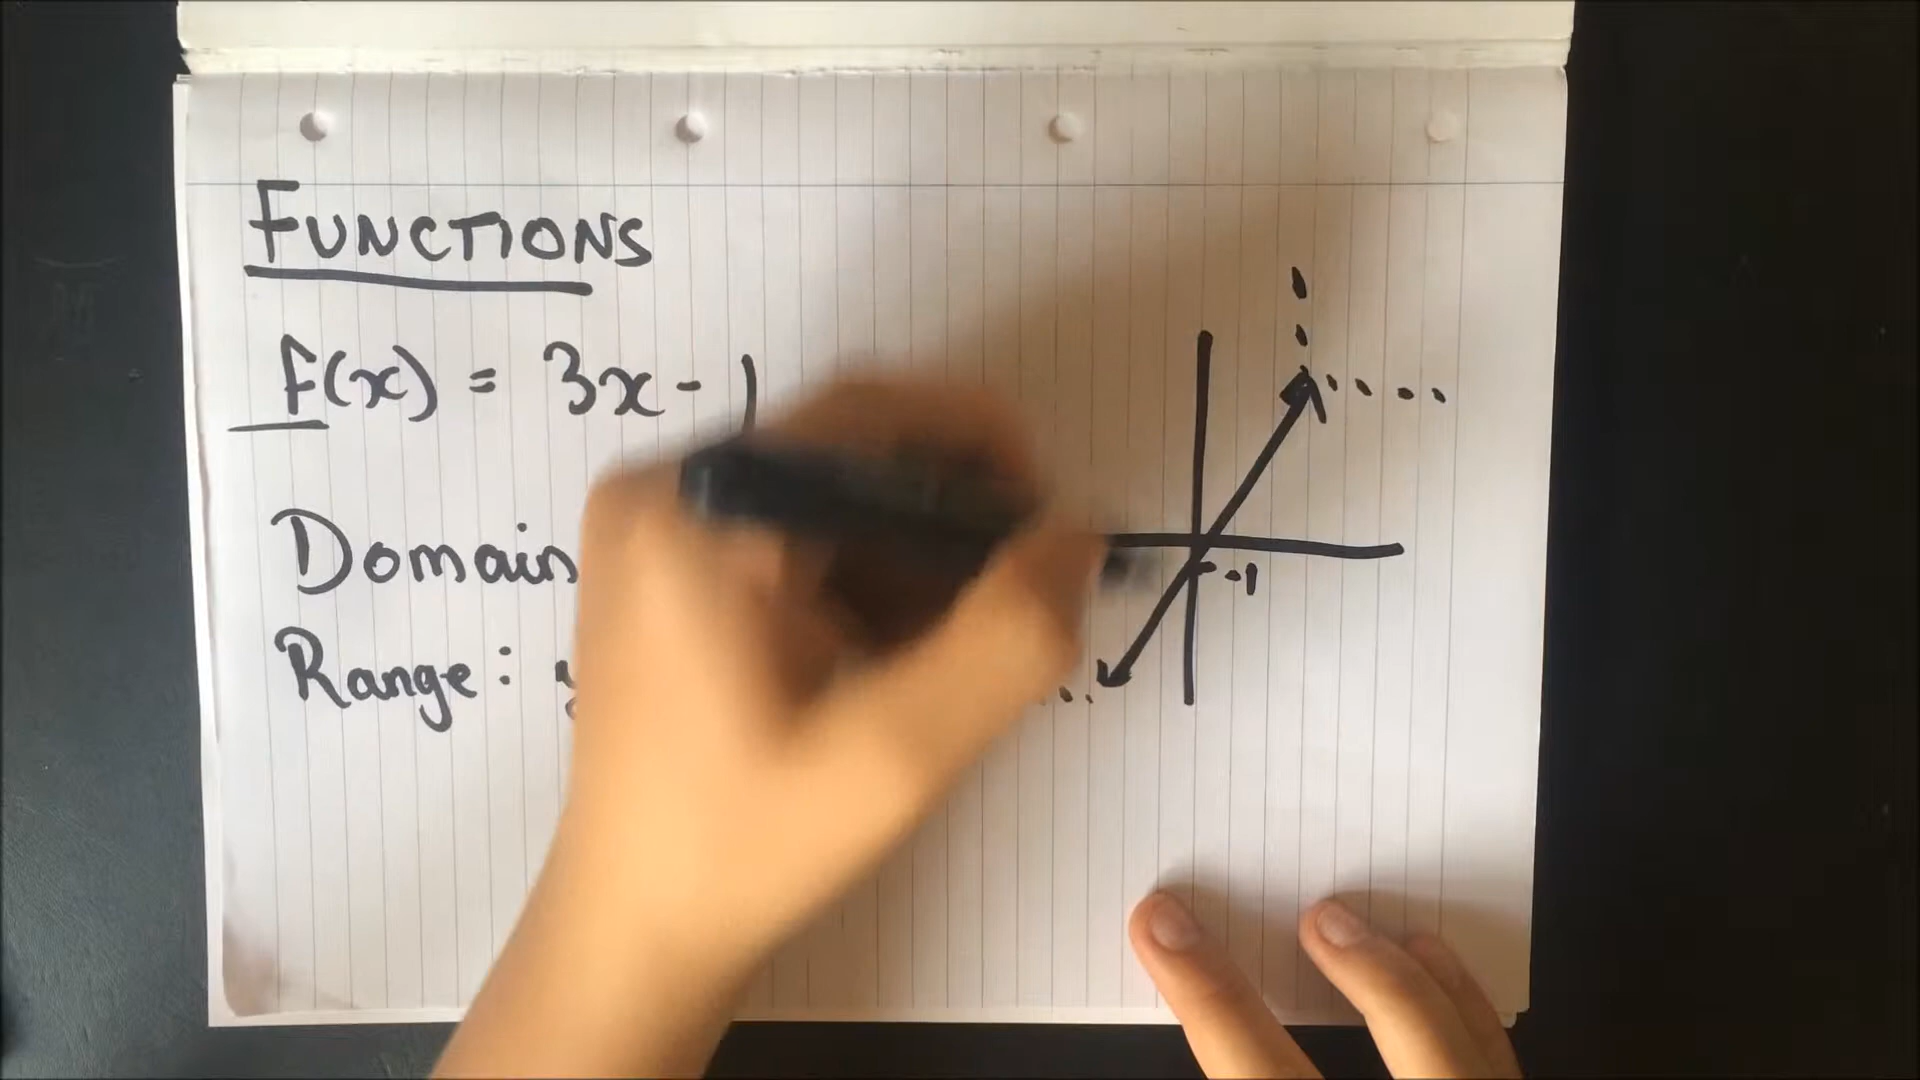 FUNCTIONS
f(x) = 3x - 1
Domain
Range: y
-1